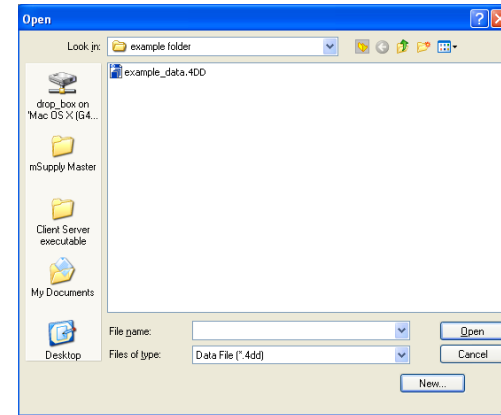 Open
Look in:
example folder
example_data.4DD
drop_box on
'Mac OS X (G4...
mSupply Master
Client Server
executable
My Documents
Desktop
File name:
Open
Files of type:
Data File (*.4dd)
Cancel
New...